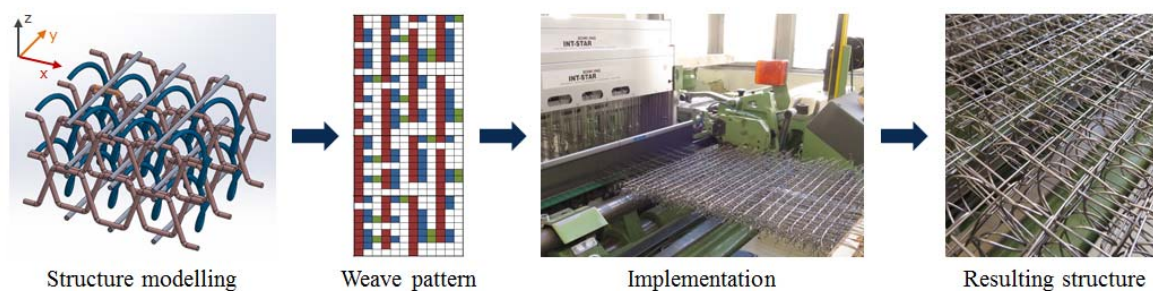 z
y
x
INT-STAR
INT-STAR
Structure modelling
Weave pattern
Implementation
Resulting structure